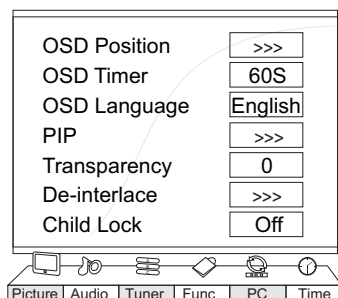 OSD Position >>>
OSD Timer 60S
OSD Language English
PIP >>>
Transparency 0
De-interlace >>>
Child Lock Off
Picture Audio Tuner Func PC Time